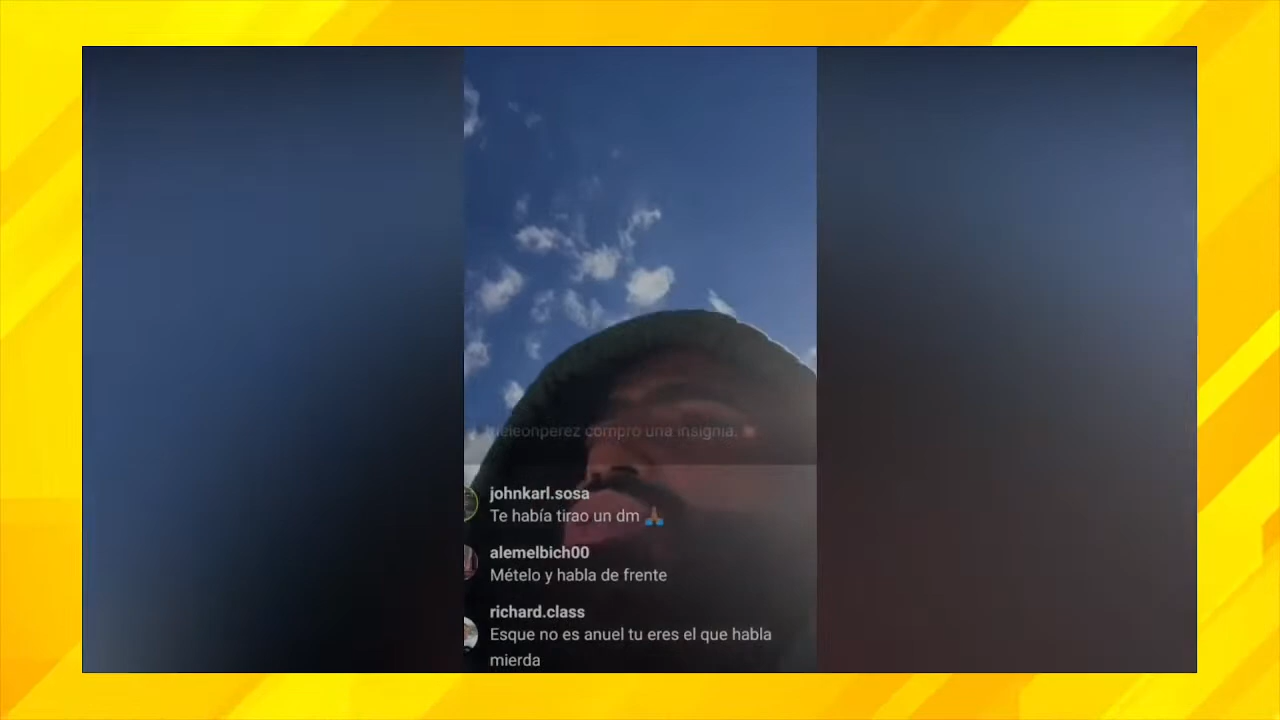 compro una insignia.
johnkarl.sosa
Te había tirao un dm 🙏
alemelbich00
Mételo y habla de frente
richard.class
Esque no es anuel tu eres el que habla
mierda